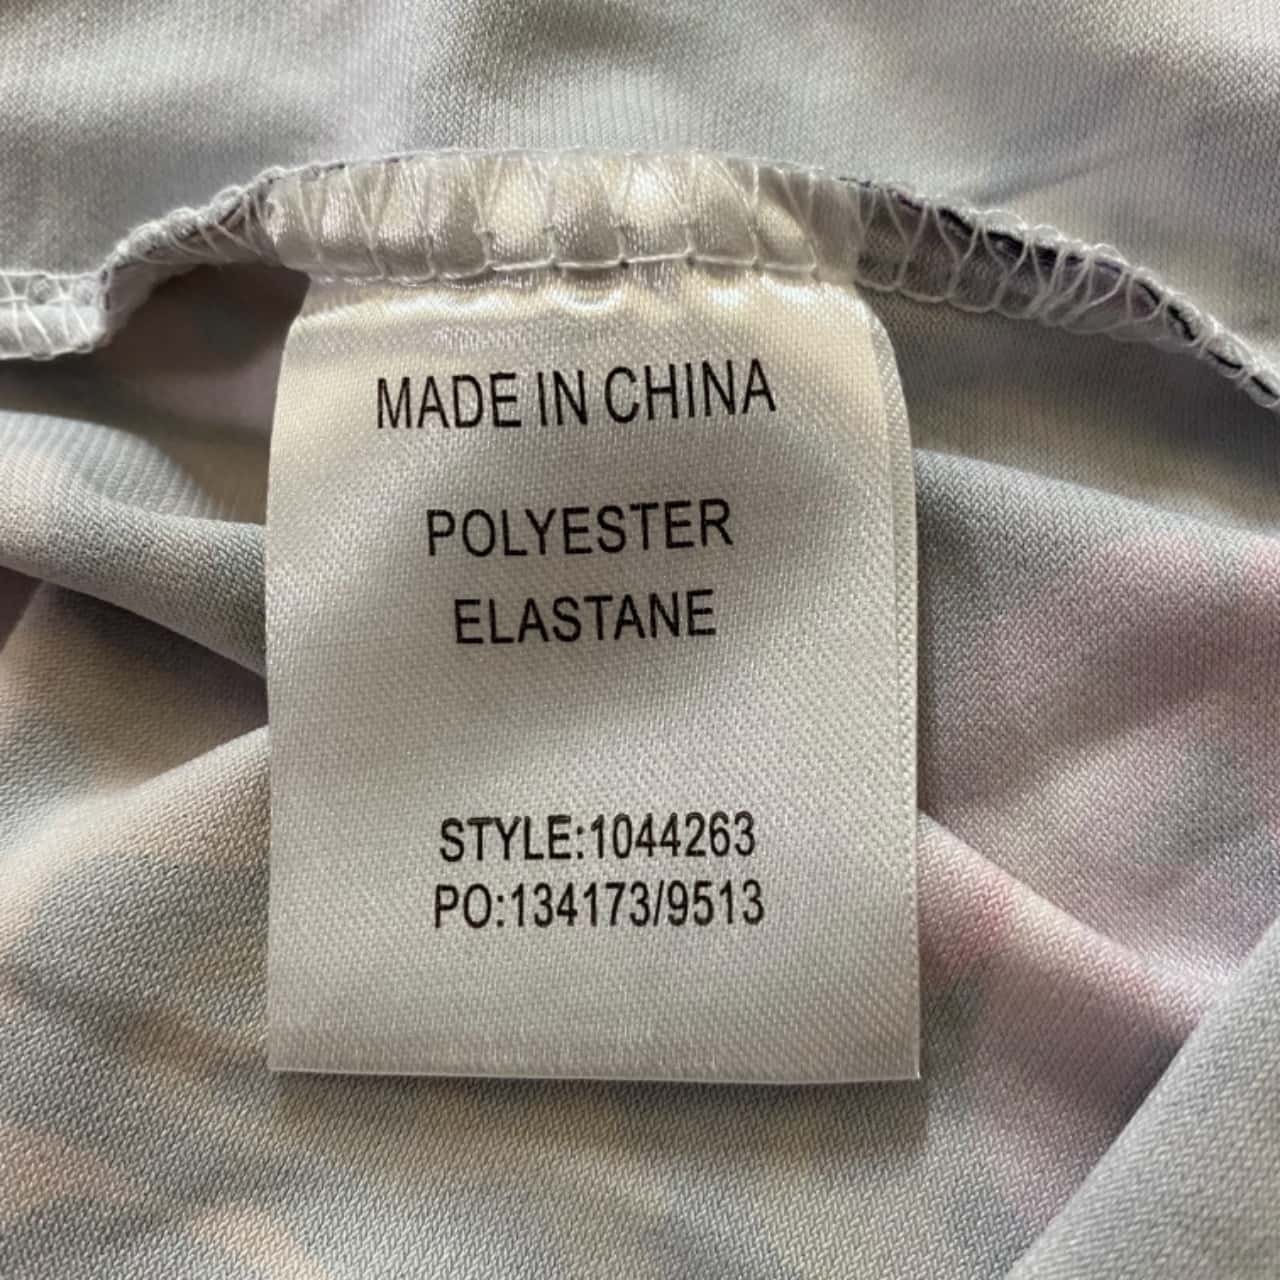 MADE IN CHINA
POLYESTER
ELASTANE
STYLE:1044263
PO:134173/9513